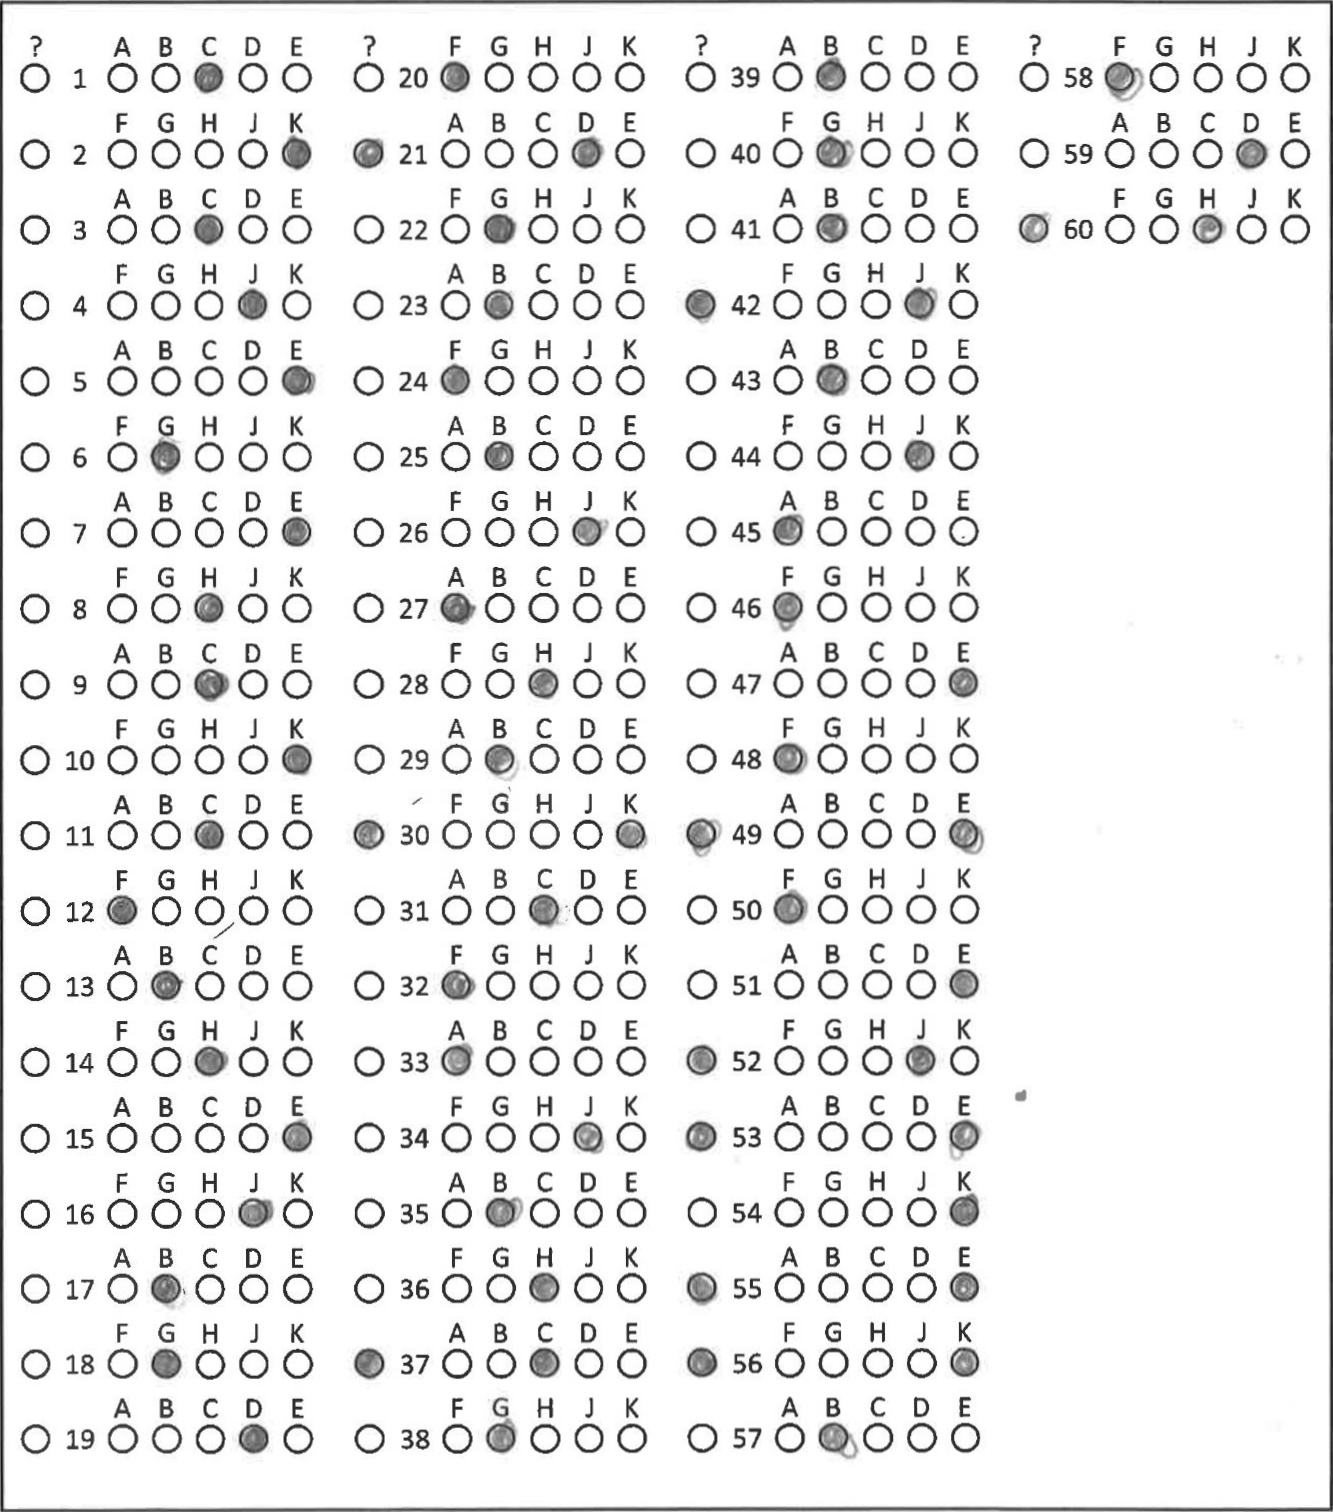 ? A B C D E ? F G H J K ? A B C D E ? F G H J K
1 20 39 58
F G H J K A B C D E F G H J K A B C D E
2 21 40 59
A B C D E F G H J K A B C D E F G H J K
3 22 41 60
F G H J K A B C D E F G H J K
4 23 42
A B C D E F G H J K A B C D E
5 24 43
F G H J K A B C D E F G H J K
6 25 44
A B C D E F G H J K A B C D E
7 26 45
F G H J K A B C D E F G H J K
8 27 46
A B C D E F G H J K A B C D E
9 28 47
F G H J K A B C D E F G H J K
10 29 48
A B C D E F G H J K A B C D E
11 30 49
F G H J K A B C D E F G H J K
12 31 50
A B C D E F G H J K A B C D E
13 32 51
F G H J K A B C D E F G H J K
14 33 52
A B C D E F G H J K A B C D E
15 34 53
F G H J K A B C D E F G H J K
16 35 54
A B C D E F G H J K A B C D E
17 36 55
F G H J K A B C D E F G H J K
18 37 56
A B C D E F G H J K A B C D E
19 38 57